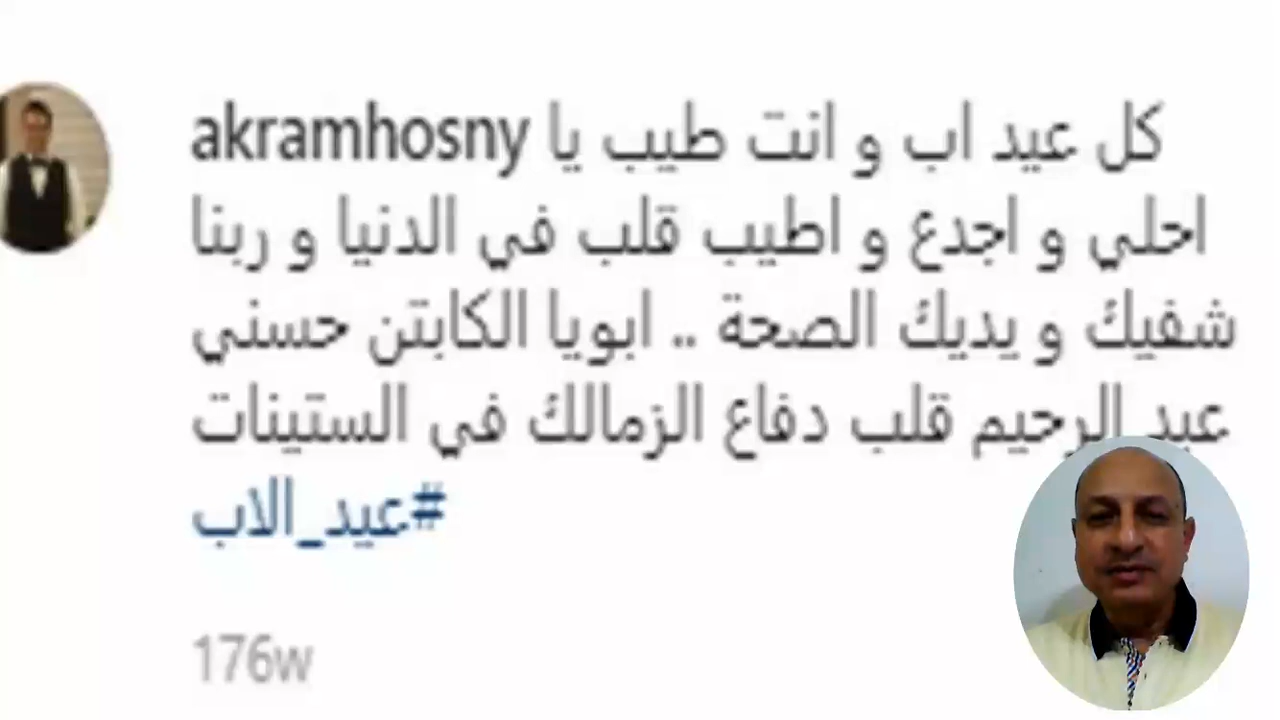 akramhosny كل عيد اب و انت طيب يا
احلي و اجدع و اطيب قلب في الدنيا و ربنا
شفيك و يديك الصحة .. ابويا الكابتن حسني
عبد الرحيم قلب دفاع الزمالك في الستينات
#عيد_الاب
176w